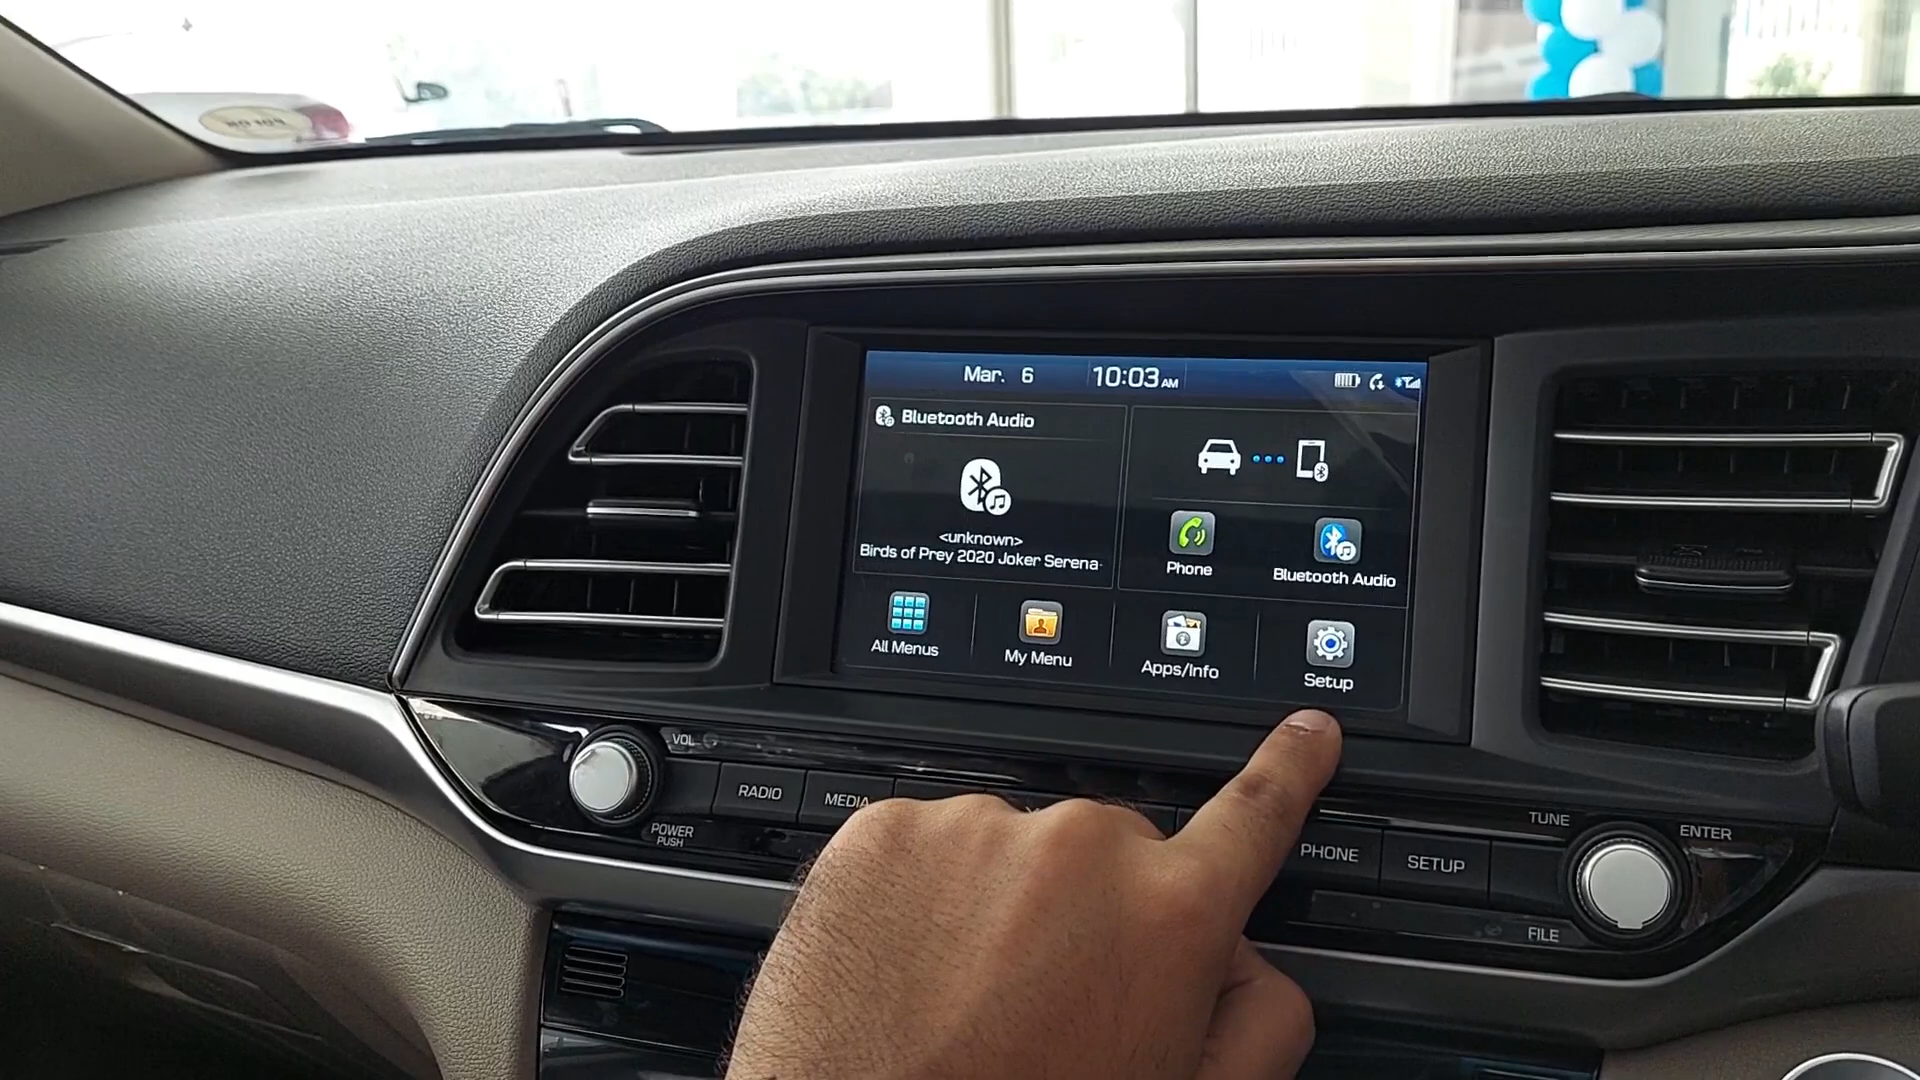 Mar. 6 10:03 AM
Bluetooth Audio
<unknown>
Birds of Prey 2020 Joker Serena
Phone
Bluetooth Audio
All Menus
My Menu
Apps/Info
Setup
VOL
POWER
PUSH
RADIO
MEDIA
PHONE
SETUP
TUNE
ENTER
FILE